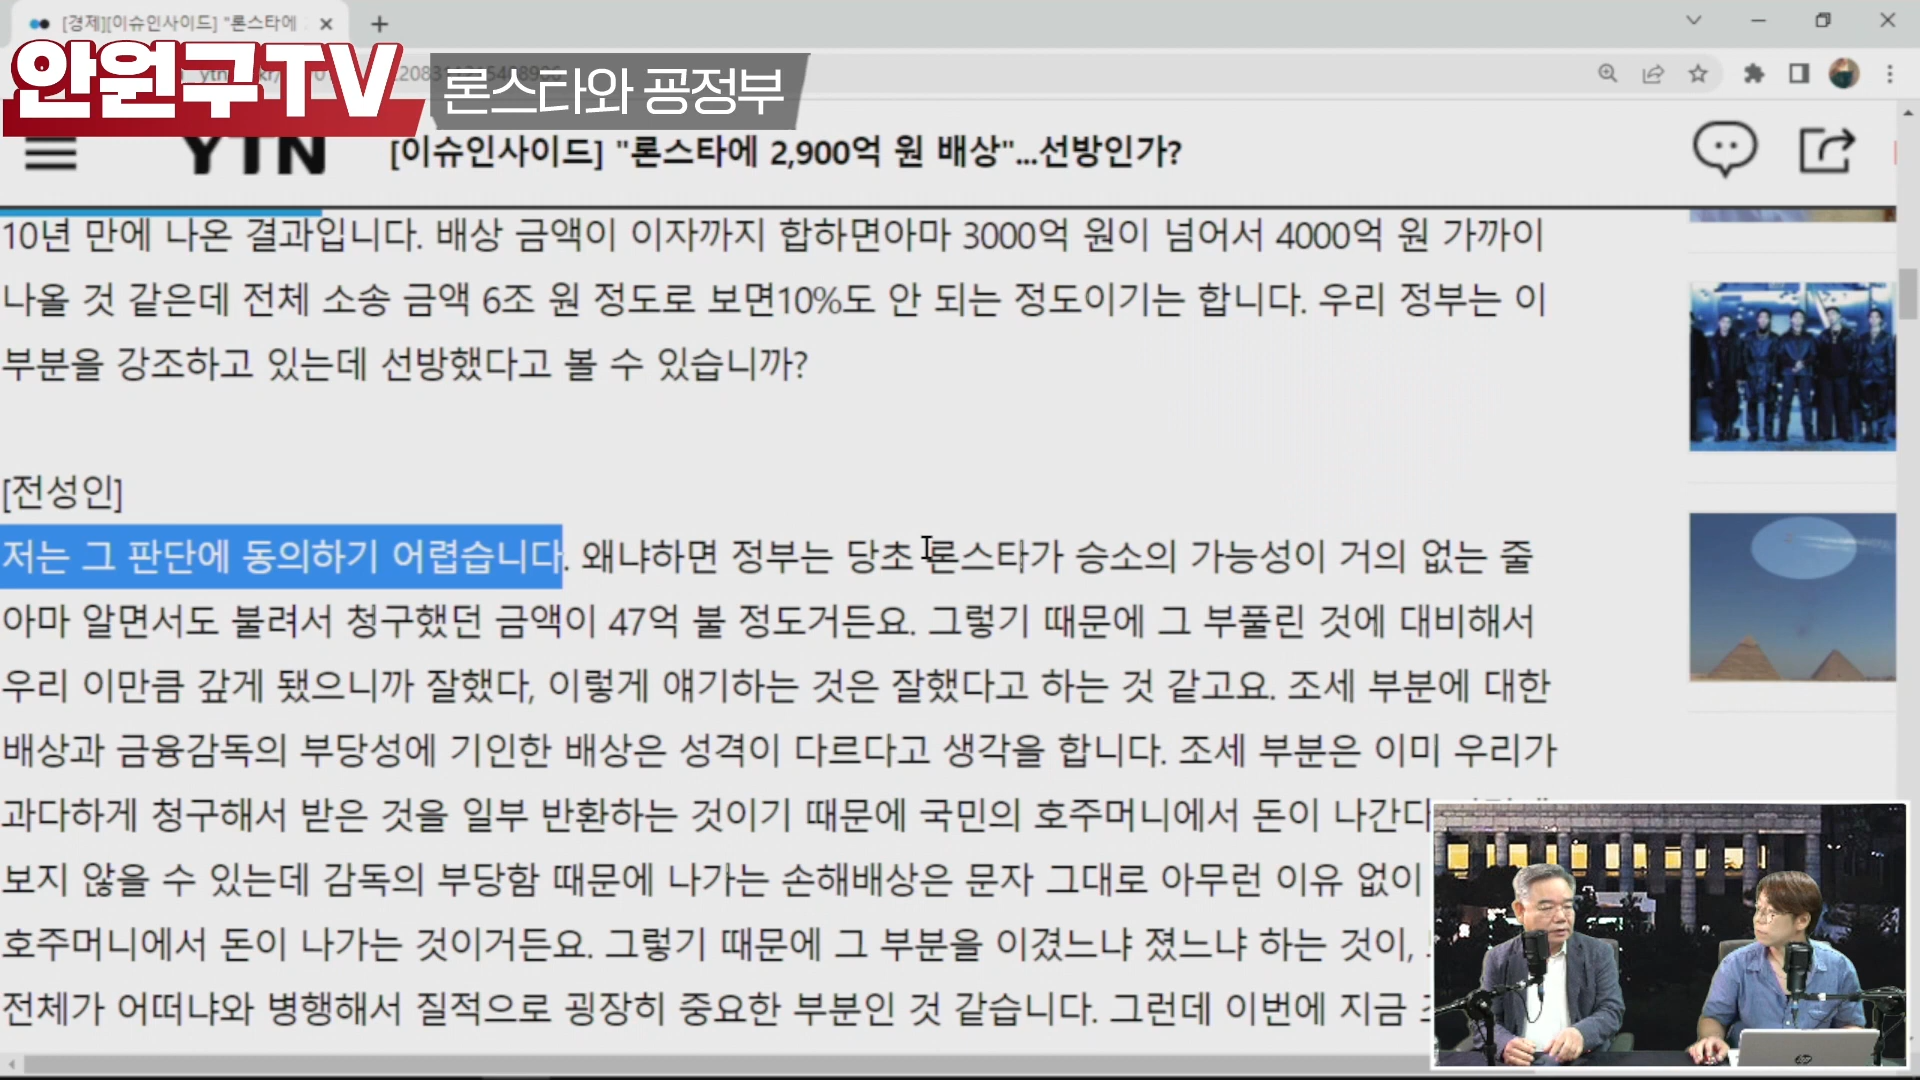 [경제][이슈인사이드] "론스타에
안원구TV
론스타와 굥정부
YTN
[이슈인사이드] "론스타에 2,900억 원 배상"...선방인가?
10년 만에 나온 결과입니다. 배상 금액이 이자까지 합하면아마 3000억 원이 넘어서 4000억 원 가까이
나올 것 같은데 전체 소송 금액 6조 원 정도로 보면10%도 안 되는 정도이기는 합니다. 우리 정부는 이
부분을 강조하고 있는데 선방했다고 볼 수 있습니까?
[전성인]
저는 그 판단에 동의하기 어렵습니다. 왜냐하면 정부는 당초 론스타가 승소의 가능성이 거의 없는 줄
아마 알면서도 불려서 청구했던 금액이 47억 불 정도거든요. 그렇기 때문에 그 부풀린 것에 대비해서
우리 이만큼 갚게 됐으니까 잘했다, 이렇게 얘기하는 것은 잘했다고 하는 것 같고요. 조세 부분에 대한
배상과 금융감독의 부당성에 기인한 배상은 성격이 다르다고 생각을 합니다. 조세 부분은 이미 우리가
과다하게 청구해서 받은 것을 일부 반환하는 것이기 때문에 국민의 호주머니에서 돈이 나간다
보지 않을 수 있는데 감독의 부당함 때문에 나가는 손해배상은 문자 그대로 아무런 이유 없이
호주머니에서 돈이 나가는 것이거든요. 그렇기 때문에 그 부분을 이겼느냐 졌느냐 하는 것이,
전체가 어떠냐와 병행해서 질적으로 굉장히 중요한 부분인 것 같습니다. 그런데 이번에 지금
hp